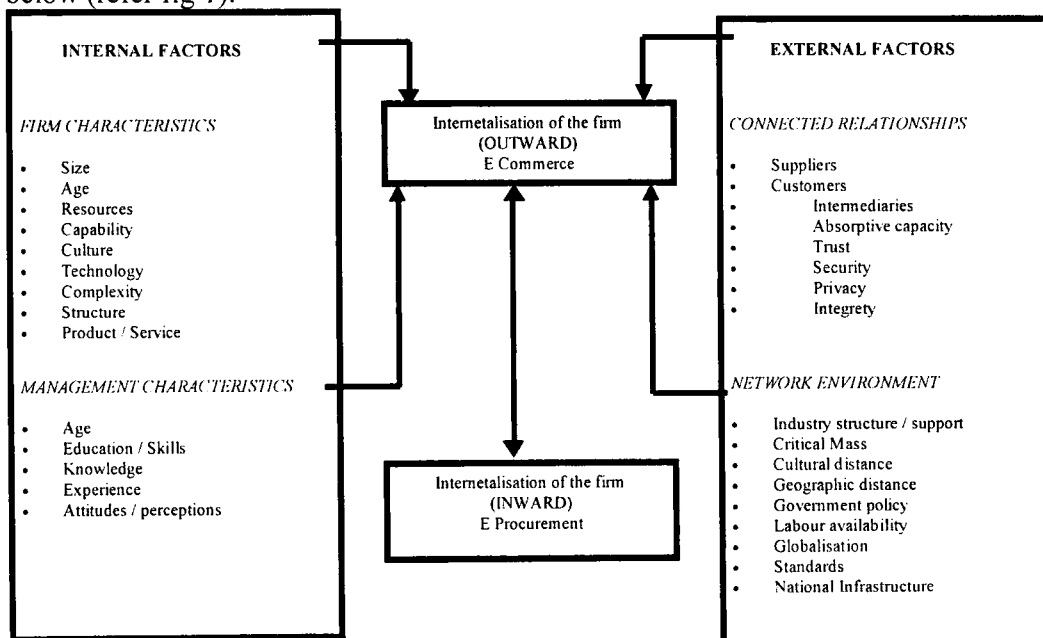 below (refer fig 7).
INTERNAL FACTORS
FIRM CHARACTERISTICS
• Size
• Age
• Resources
• Capability
• Culture
• Technology
• Complexity
• Structure
• Product / Service
MANAGEMENT CHARACTERISTICS
• Age
• Education / Skills
• Knowledge
• Experience
• Attitudes / perceptions
Internetalisation of the firm
(OUTWARD)
E Commerce
Internetalisation of the firm
(INWARD)
E Procurement
EXTERNAL FACTORS
CONNECTED RELATIONSHIPS
• Suppliers
• Customers
• Intermediaries
• Absorptive capacity
• Trust
• Security
• Privacy
• Integrety
NETWORK ENVIRONMENT
• Industry structure / support
• Critical Mass
• Cultural distance
• Geographic distance
• Government policy
• Labour availability
• Globalisation
• Standards
• National Infrastructure